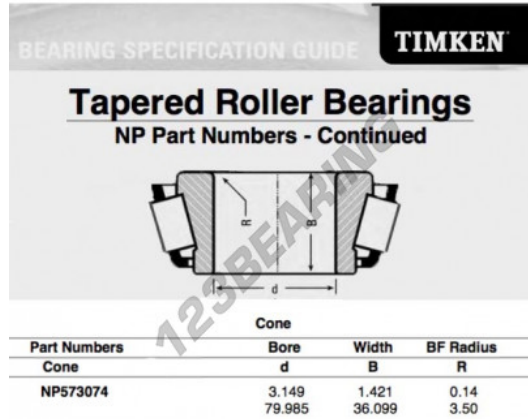 BEARING SPECIFICATION GUIDE
TIMKEN
Tapered Roller Bearings
NP Part Numbers - Continued
R
B
d
123BEARING
Cone
Part Numbers Bore Width BF Radius
Cone d B R
NP573074 3.149 1.421 0.14
79.985 36.099 3.50